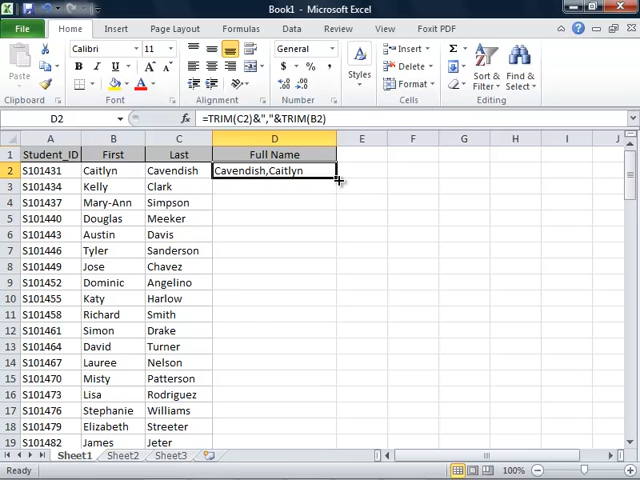 Book1 - Microsoft Excel
File Home Insert Page Layout Formulas Data Review View Foxit PDF
Calibri 11 General Insert Σ
Paste B I U A $ % , Styles Delete Sort & Find &
Format Filter Select
Clipboard Font Alignment Number Cells Editing
D2 fx =TRIM(C2)&","&TRIM(B2)
A B C D E F G H I J
1 Student_ID First Last Full Name
2 S101431 Caitlyn Cavendish Cavendish,Caitlyn
3 S101434 Kelly Clark
4 S101437 Mary-Ann Simpson
5 S101440 Douglas Meeker
6 S101443 Austin Davis
7 S101446 Tyler Sanderson
8 S101449 Jose Chavez
9 S101452 Dominic Angelino
10 S101455 Katy Harlow
11 S101458 Richard Smith
12 S101461 Simon Drake
13 S101464 David Turner
14 S101467 Lauree Nelson
15 S101470 Misty Patterson
16 S101473 Lisa Rodriguez
17 S101476 Stephanie Williams
18 S101479 Elizabeth Streeter
19 S101482 James Jeter
Sheet1 Sheet2 Sheet3
Ready 100%